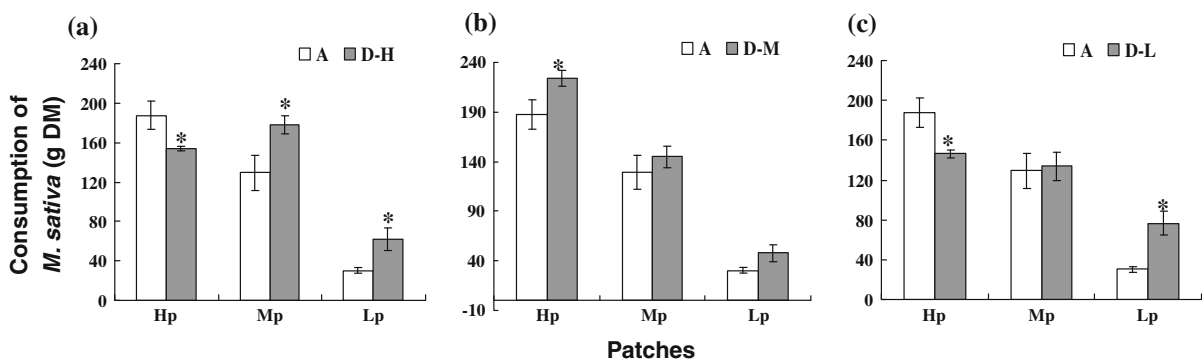 (a)
A D-H
240
200
160
120
80
40
0
Hp Mp Lp
(b)
A D-M
240
190
140
90
40
-10
Hp Mp Lp
(c)
A D-L
240
200
160
120
80
40
0
Hp Mp Lp
Consumption of
M. sativa (g DM)
* * *
*
* *
Patches